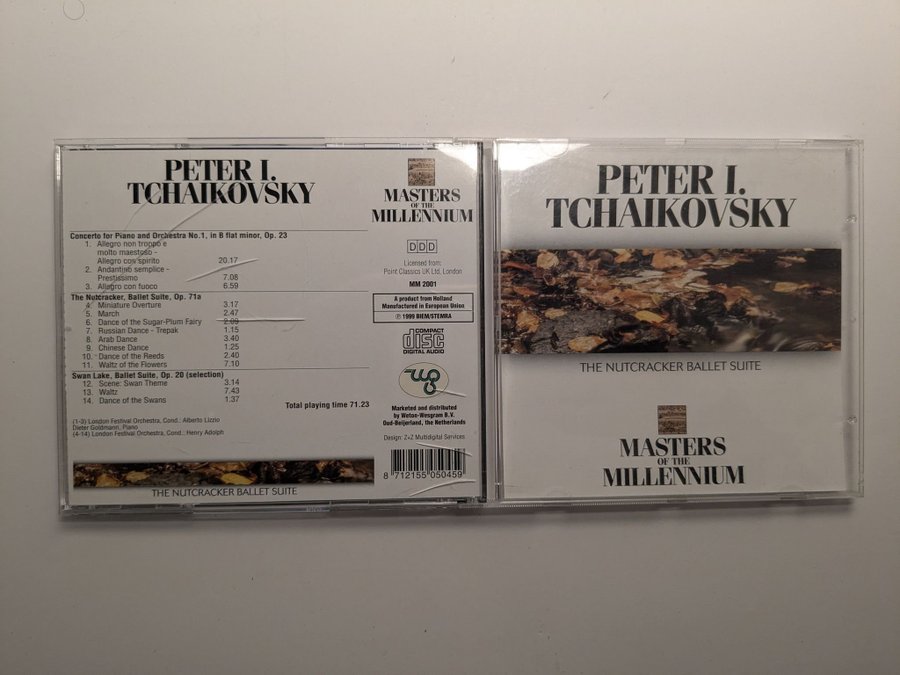 PETER I.
TCHAIKOVSKY
Concerto for Piano and Orchestra No.1, in B flat minor, Op. 23
1. Allegro non troppo e
molto maestoso -
Allegro con spirito 20.17
2. Andantino semplice -
Prestissimo 7.08
3. Allegro con fuoco 6.59
The Nutcracker, Ballet Suite, Op. 71a
4. Miniature Overture 3.17
5. March 2.47
6. Dance of the Sugar-Plum Fairy 2.09
7. Russian Dance - Trepak 1.15
8. Arab Dance 3.40
9. Chinese Dance 1.25
10. Dance of the Reeds 2.40
11. Waltz of the Flowers 7.10
Swan Lake, Ballet Suite, Op. 20 (selection)
12. Scene: Swan Theme 3.14
13. Waltz 7.43
14. Dance of the Swans 1.37
Total playing time 71.23
(1-3) London Festival Orchestra, Cond.: Alberto Lizzio
Dieter Goldmann, Piano
(4-14) London Festival Orchestra, Cond.: Henry Adolph
THE NUTCRACKER BALLET SUITE
MASTERS
OF THE
MILLENNIUM
DDD
Licensed from:
Point Classics UK Ltd, London
MM 2001
A product from Holland
Manufactured in European Union
℗ 1999 BIEM/STEMRA
COMPACT
disc
DIGITAL AUDIO
wg
Marketed and distributed
by Weton-Wesgram B.V.
Oud-Beijerland, the Netherlands
Design: Z+Z Multidigital Services
8 712155 050459
PETER I.
TCHAIKOVSKY
THE NUTCRACKER BALLET SUITE
MASTERS
OF THE
MILLENNIUM